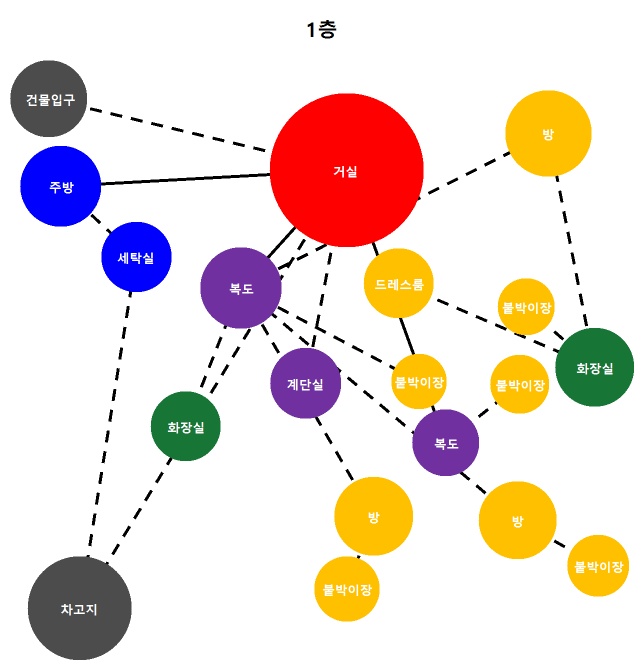 1층
건물입구
거실
방
주방
세탁실
복도
드레스룸
붙박이장
화장실
계단실
붙박이장
붙박이장
화장실
복도
방
방
붙박이장
붙박이장
차고지